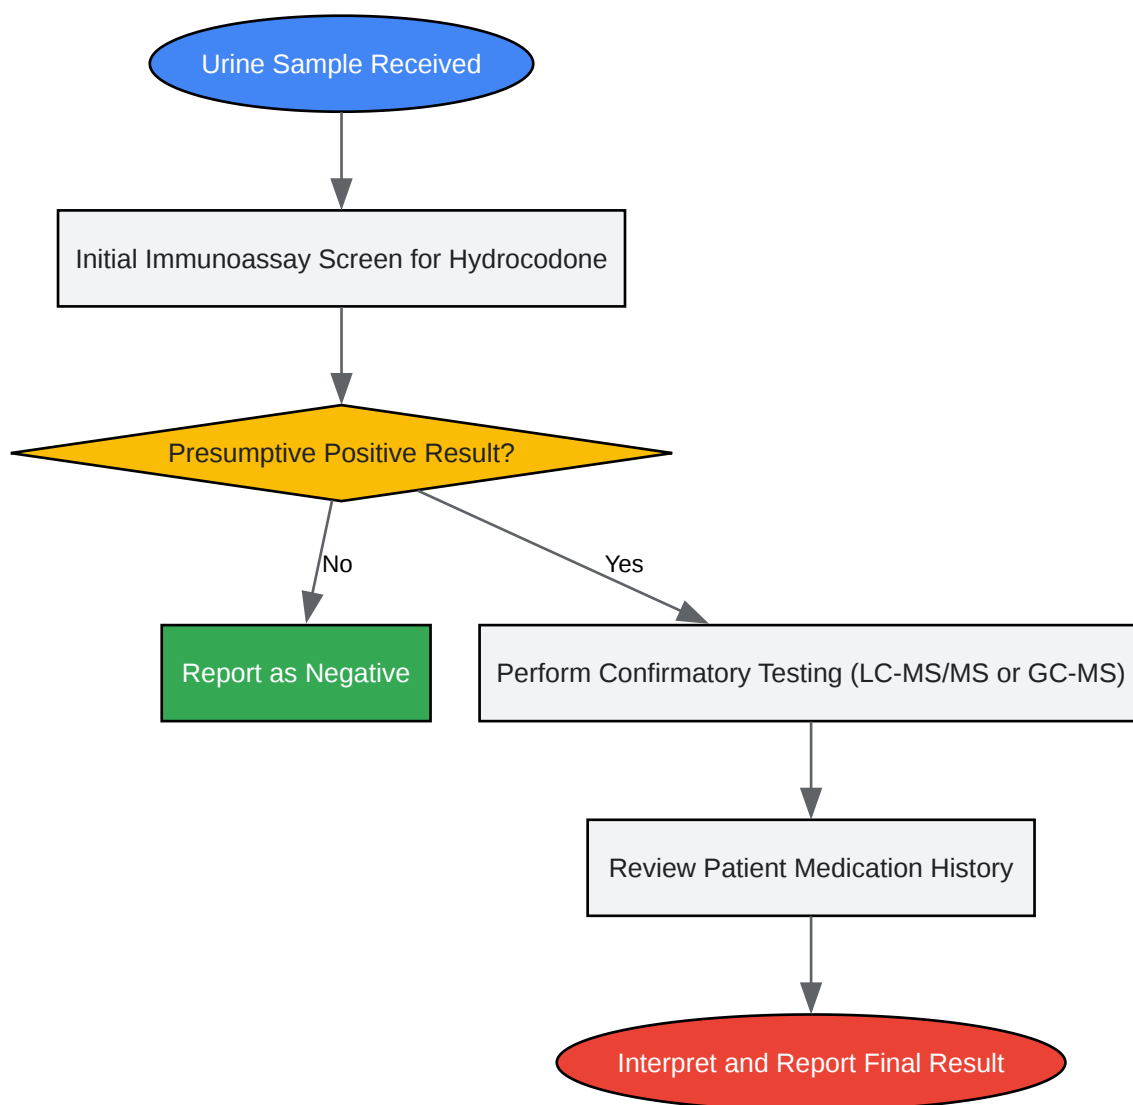 Urine Sample Received
Initial Immunoassay Screen for Hydrocodone
Presumptive Positive Result?
No
Yes
Report as Negative
Perform Confirmatory Testing (LC-MS/MS or GC-MS)
Review Patient Medication History
Interpret and Report Final Result